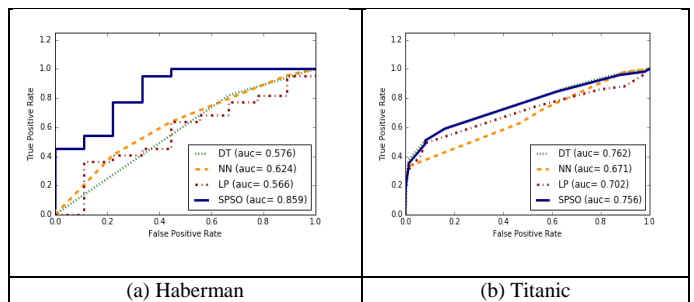 1.2
1.0
0.8
0.6
0.4
0.2
0.0
True Positive Rate
0.0 0.2 0.4 0.6 0.8 1.0
False Positive Rate
DT (auc= 0.576)
NN (auc= 0.624)
LP (auc= 0.566)
SPSO (auc= 0.859)
(a) Haberman
1.2
1.0
0.8
0.6
0.4
0.2
0.0
True Positive Rate
0.0 0.2 0.4 0.6 0.8 1.0
False Positive Rate
DT (auc= 0.762)
NN (auc= 0.671)
LP (auc= 0.702)
SPSO (auc= 0.756)
(b) Titanic